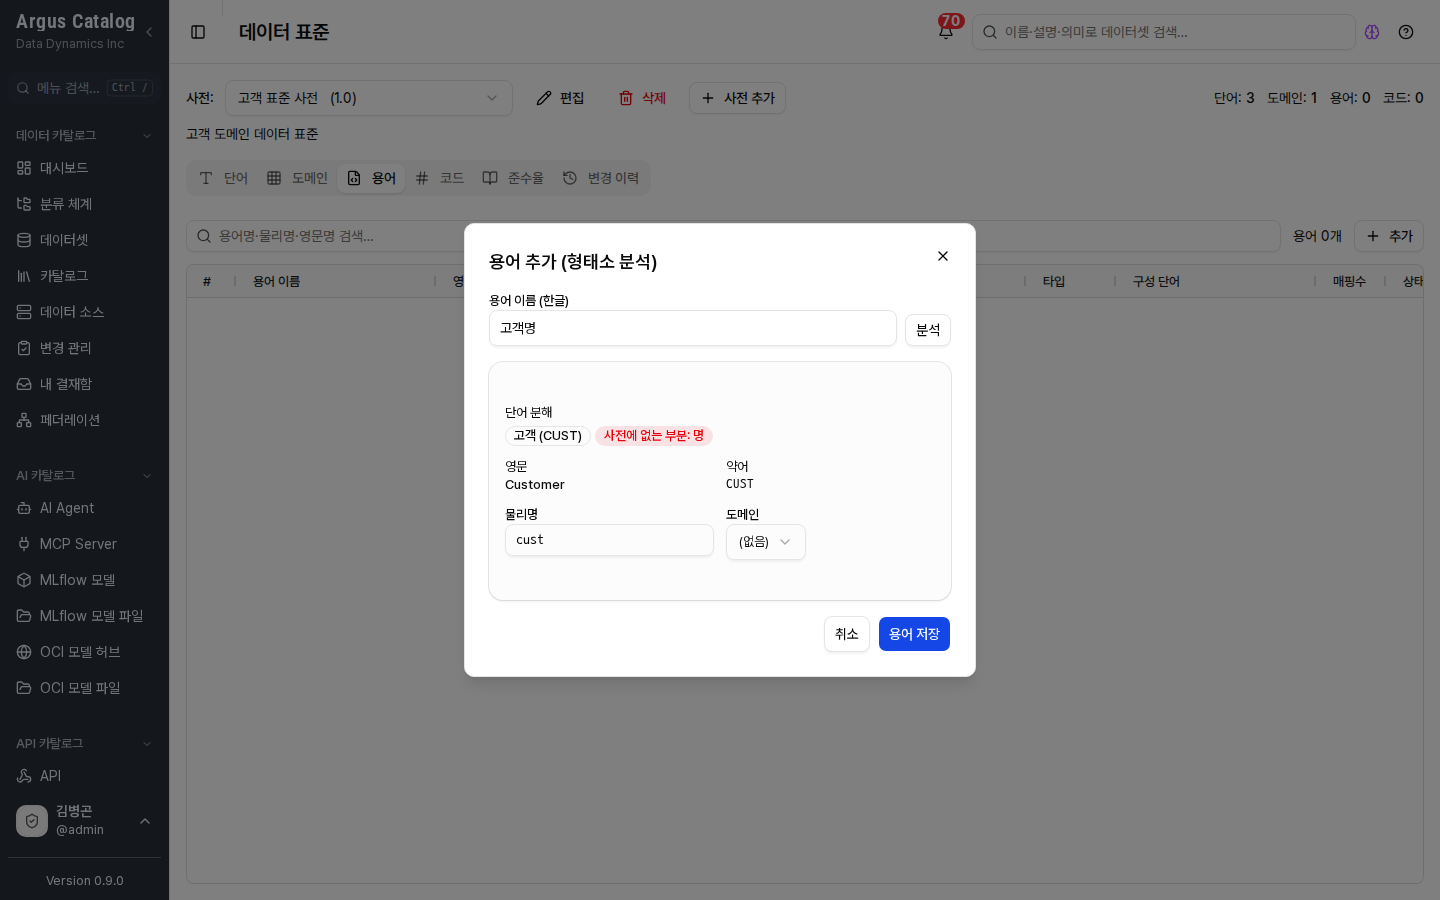 Argus Catalog
Data Dynamics Inc
메뉴 검색... Ctrl /
데이터 카탈로그
대시보드
분류 체계
데이터셋
카탈로그
데이터 소스
변경 관리
내 결재함
페더레이션
AI 카탈로그
AI Agent
MCP Server
MLflow 모델
MLflow 모델 파일
OCI 모델 허브
OCI 모델 파일
API 카탈로그
API
김병곤
@admin
Version 0.9.0
데이터 표준
70
이름·설명·의미로 데이터셋 검색...
사전: 고객 표준 사전 (1.0) 편집 삭제 사전 추가 단어: 3 도메인: 1 용어: 0 코드: 0
고객 도메인 데이터 표준
단어 도메인 용어 코드 준수율 변경 이력
용어명·물리명·영문명 검색... 용어 0개 추가
# 용어 이름 영 타입 구성 단어 매핑수 상태
용어 추가 (형태소 분석)
용어 이름 (한글)
고객명 분석
단어 분해
고객 (CUST) 사전에 없는 부분: 명
영문 약어
Customer CUST
물리명 도메인
cust (없음)
취소 용어 저장